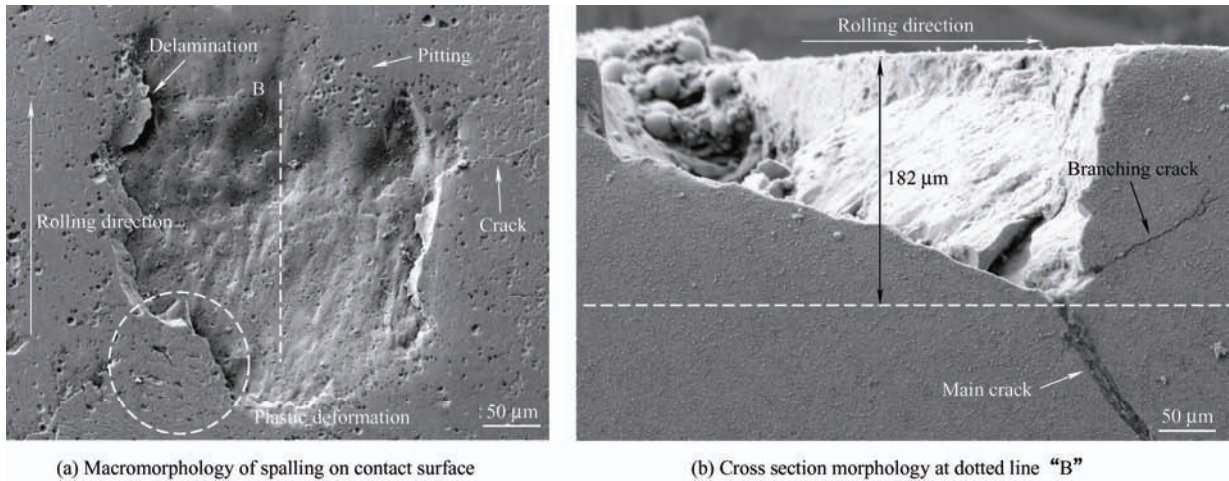 Delamination
Pitting
B
Rolling direction
Crack
Plastic deformation
50 μm
(a) Macromorphology of spalling on contact surface
Rolling direction
182 μm
Branching crack
Main crack
50 μm
(b) Cross section morphology at dotted line “B”